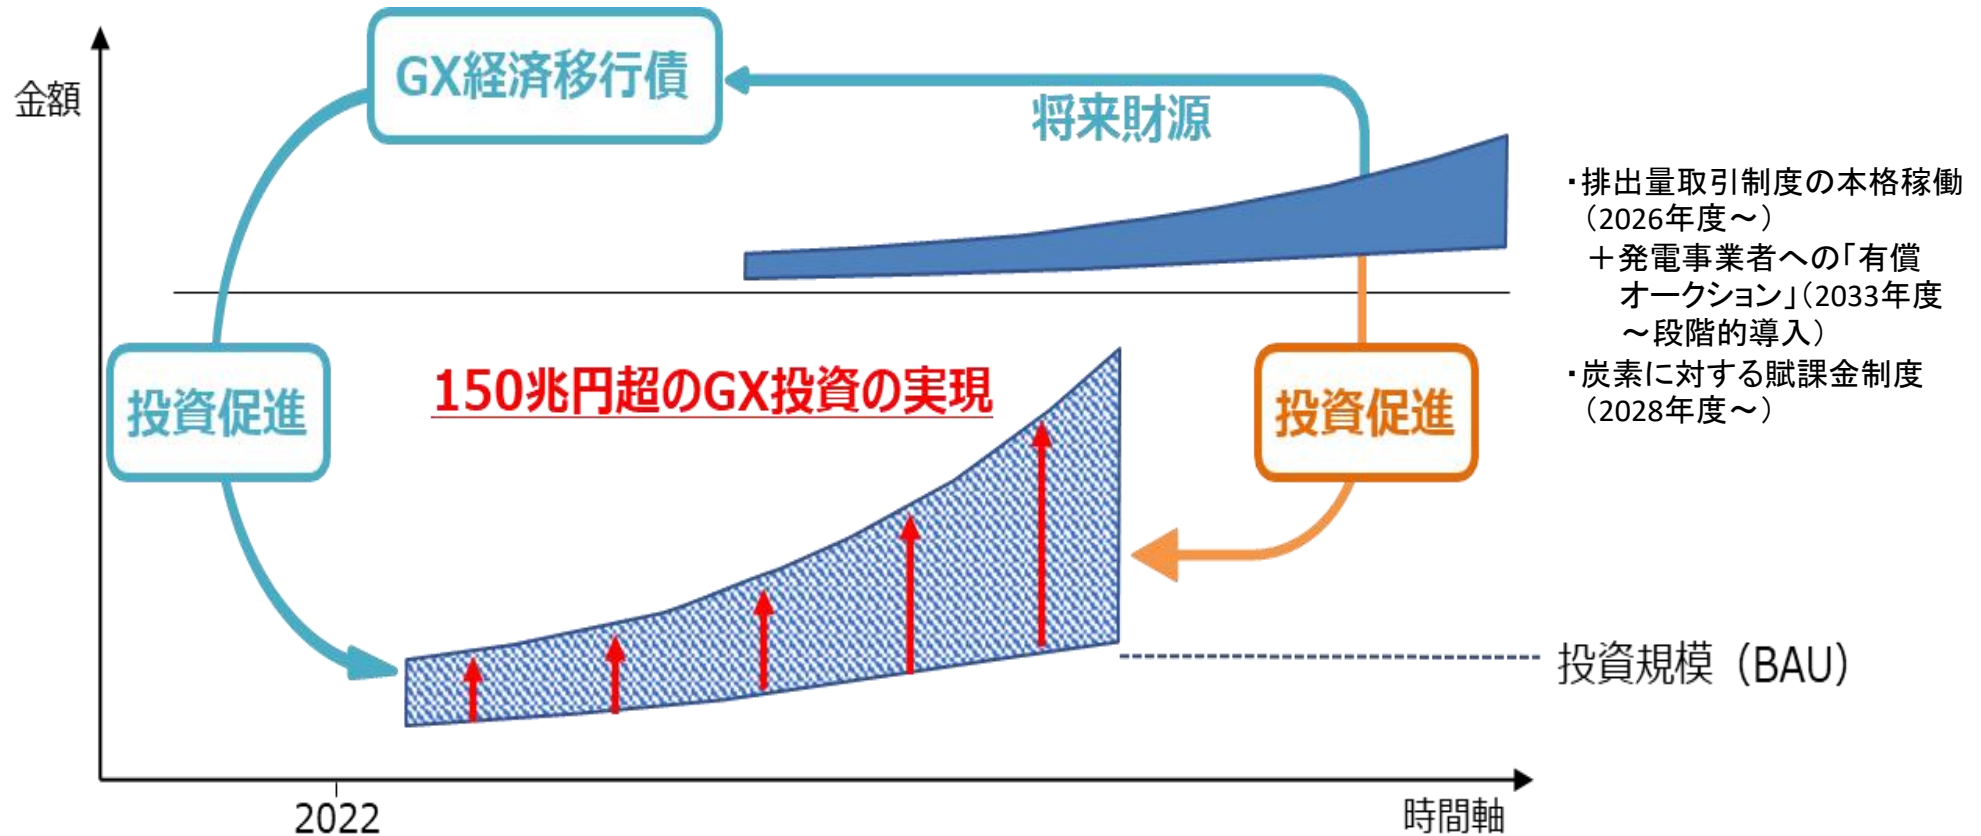 金額
GX経済移行債
将来財源
・排出量取引制度の本格稼働
（2026年度～）
＋発電事業者への「有償
オークション」（2033年度
～段階的導入）
・炭素に対する賦課金制度
（2028年度～）
投資促進
150兆円超のGX投資の実現
投資促進
投資規模（BAU）
2022
時間軸